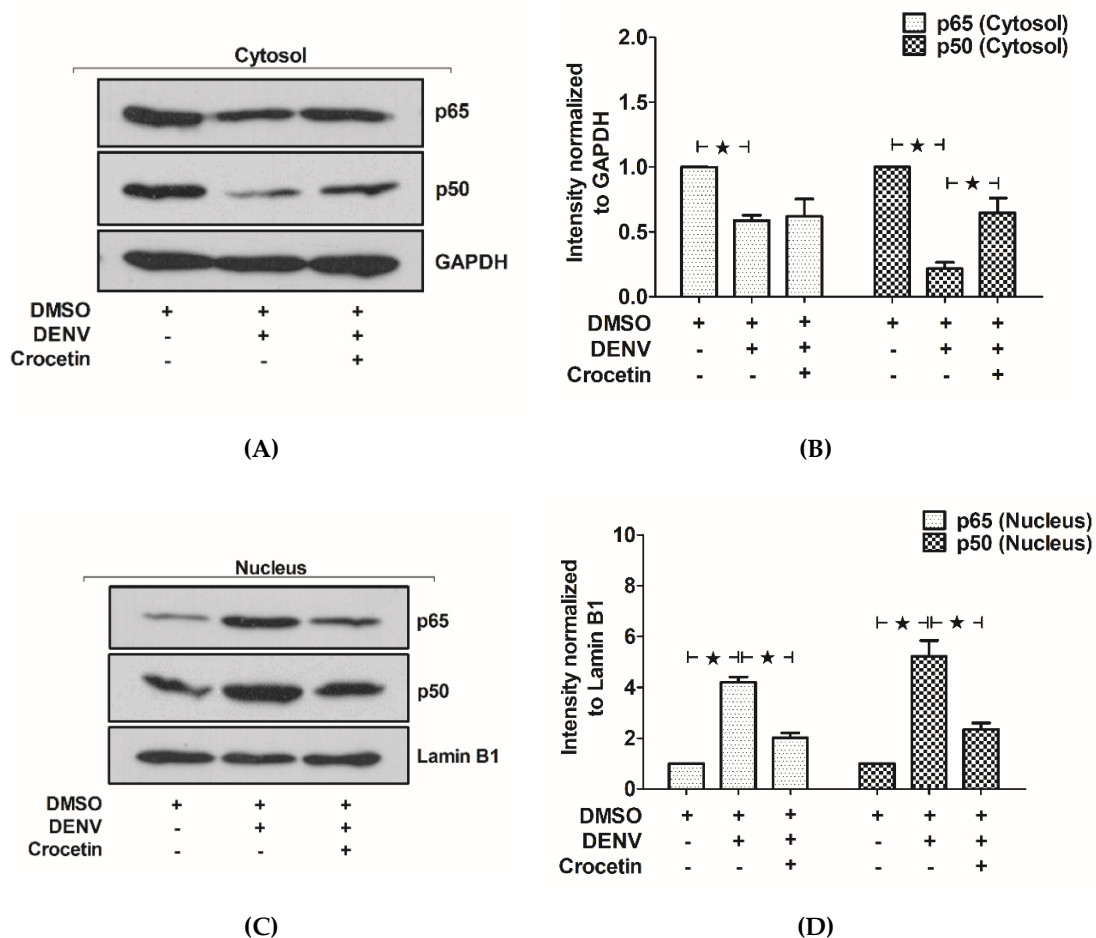 Cytosol
p65
p50
GAPDH
DMSO + + +
DENV - + +
Crocetin - - +
(A)
p65 (Cytosol)
p50 (Cytosol)
Intensity normalized
to GAPDH
2.0
1.5
1.0
0.5
0.0
★ ★
★
DMSO + + + + + +
DENV - + + - + +
Crocetin - - + - - +
(B)
Nucleus
p65
p50
Lamin B1
DMSO + + +
DENV - + +
Crocetin - - +
(C)
p65 (Nucleus)
p50 (Nucleus)
Intensity normalized
to Lamin B1
10
8
6
4
2
0
★ ★
★ ★
DMSO + + + + + +
DENV - + + - + +
Crocetin - - + - - +
(D)